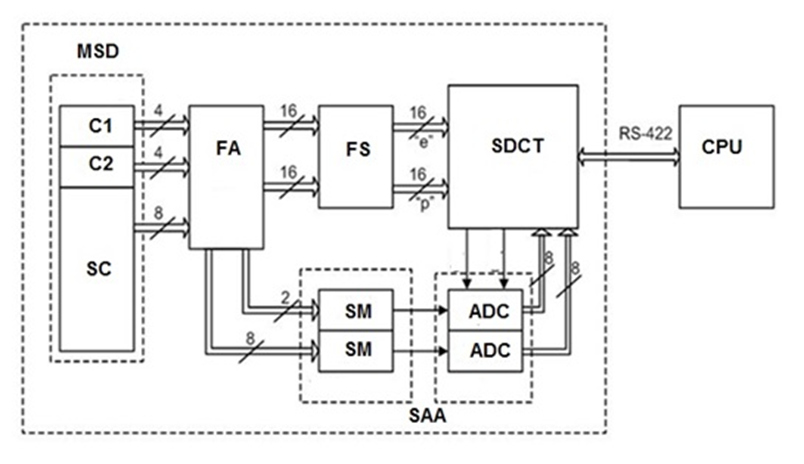 MSD
C1
C2
SC
4
4
8
FA
16
16
FS
16
"e"
16
"p"
SDCT
RS-422
CPU
2
8
SM
SM
ADC
ADC
8
8
SAA